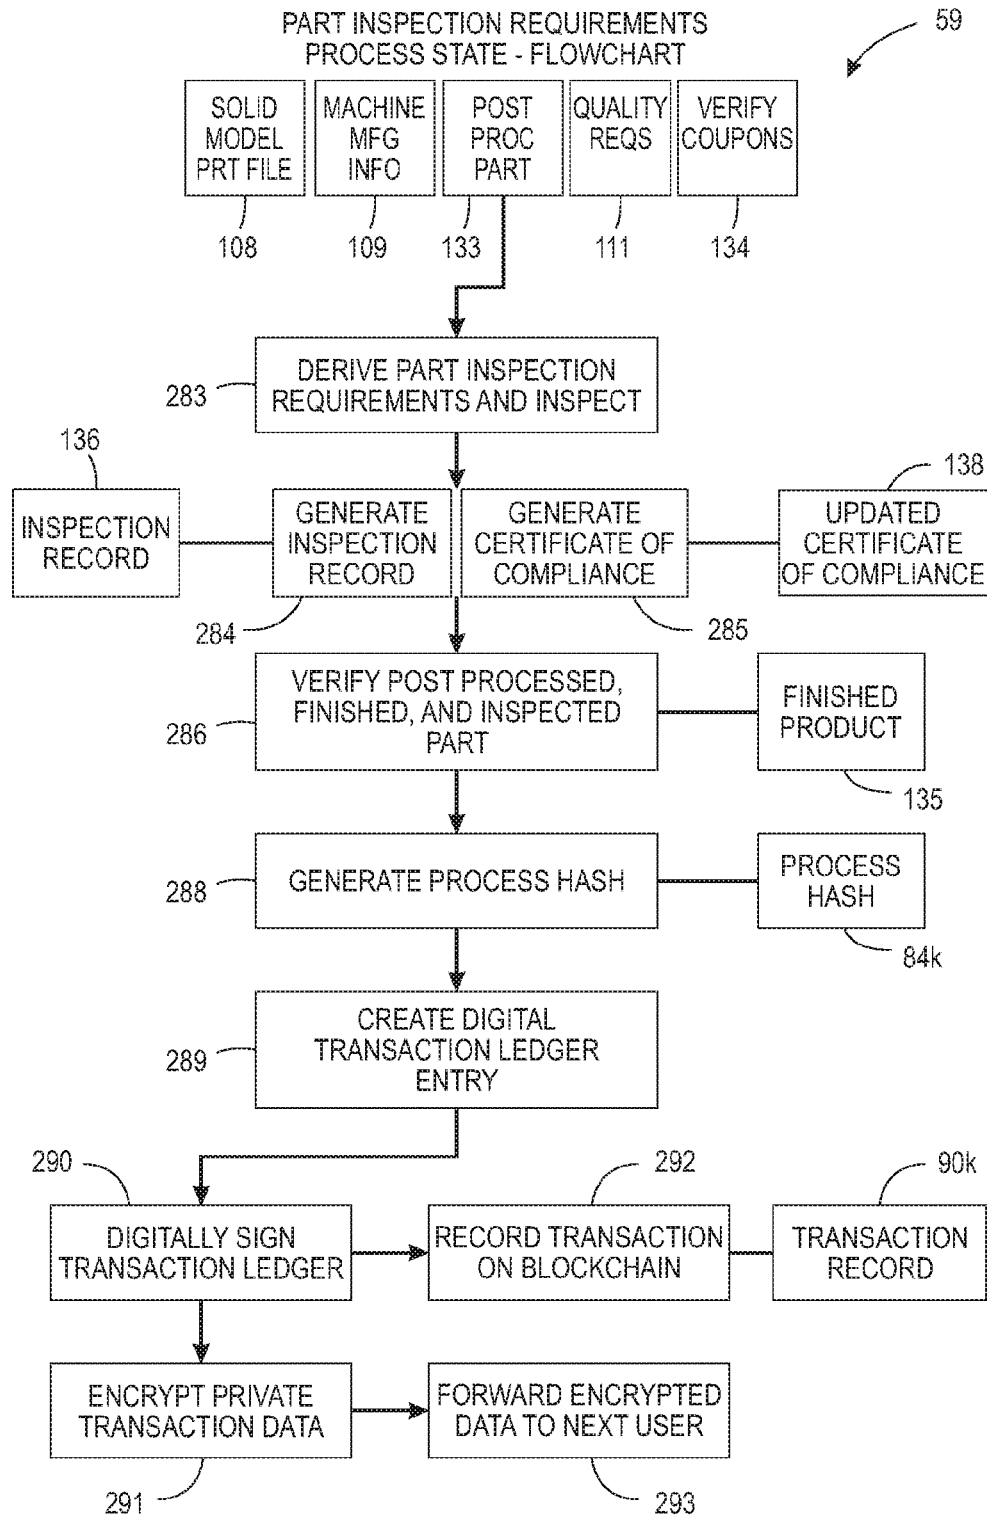 PART INSPECTION REQUIREMENTS
PROCESS STATE - FLOWCHART
59
SOLID
MODEL
PRT FILE
MACHINE
MFG
INFO
POST
PROC
PART
QUALITY
REQS
VERIFY
COUPONS
108
109
133
111
134
DERIVE PART INSPECTION
REQUIREMENTS AND INSPECT
283
136
138
INSPECTION
RECORD
GENERATE
INSPECTION
RECORD
GENERATE
CERTIFICATE OF
COMPLIANCE
UPDATED
CERTIFICATE
OF COMPLIANCE
284
285
VERIFY POST PROCESSED,
FINISHED, AND INSPECTED
PART
286
FINISHED
PRODUCT
135
GENERATE PROCESS HASH
288
PROCESS
HASH
84k
CREATE DIGITAL
TRANSACTION LEDGER
ENTRY
289
290
292
90k
DIGITALLY SIGN
TRANSACTION LEDGER
RECORD TRANSACTION
ON BLOCKCHAIN
TRANSACTION
RECORD
ENCRYPT PRIVATE
TRANSACTION DATA
FORWARD ENCRYPTED
DATA TO NEXT USER
291
293